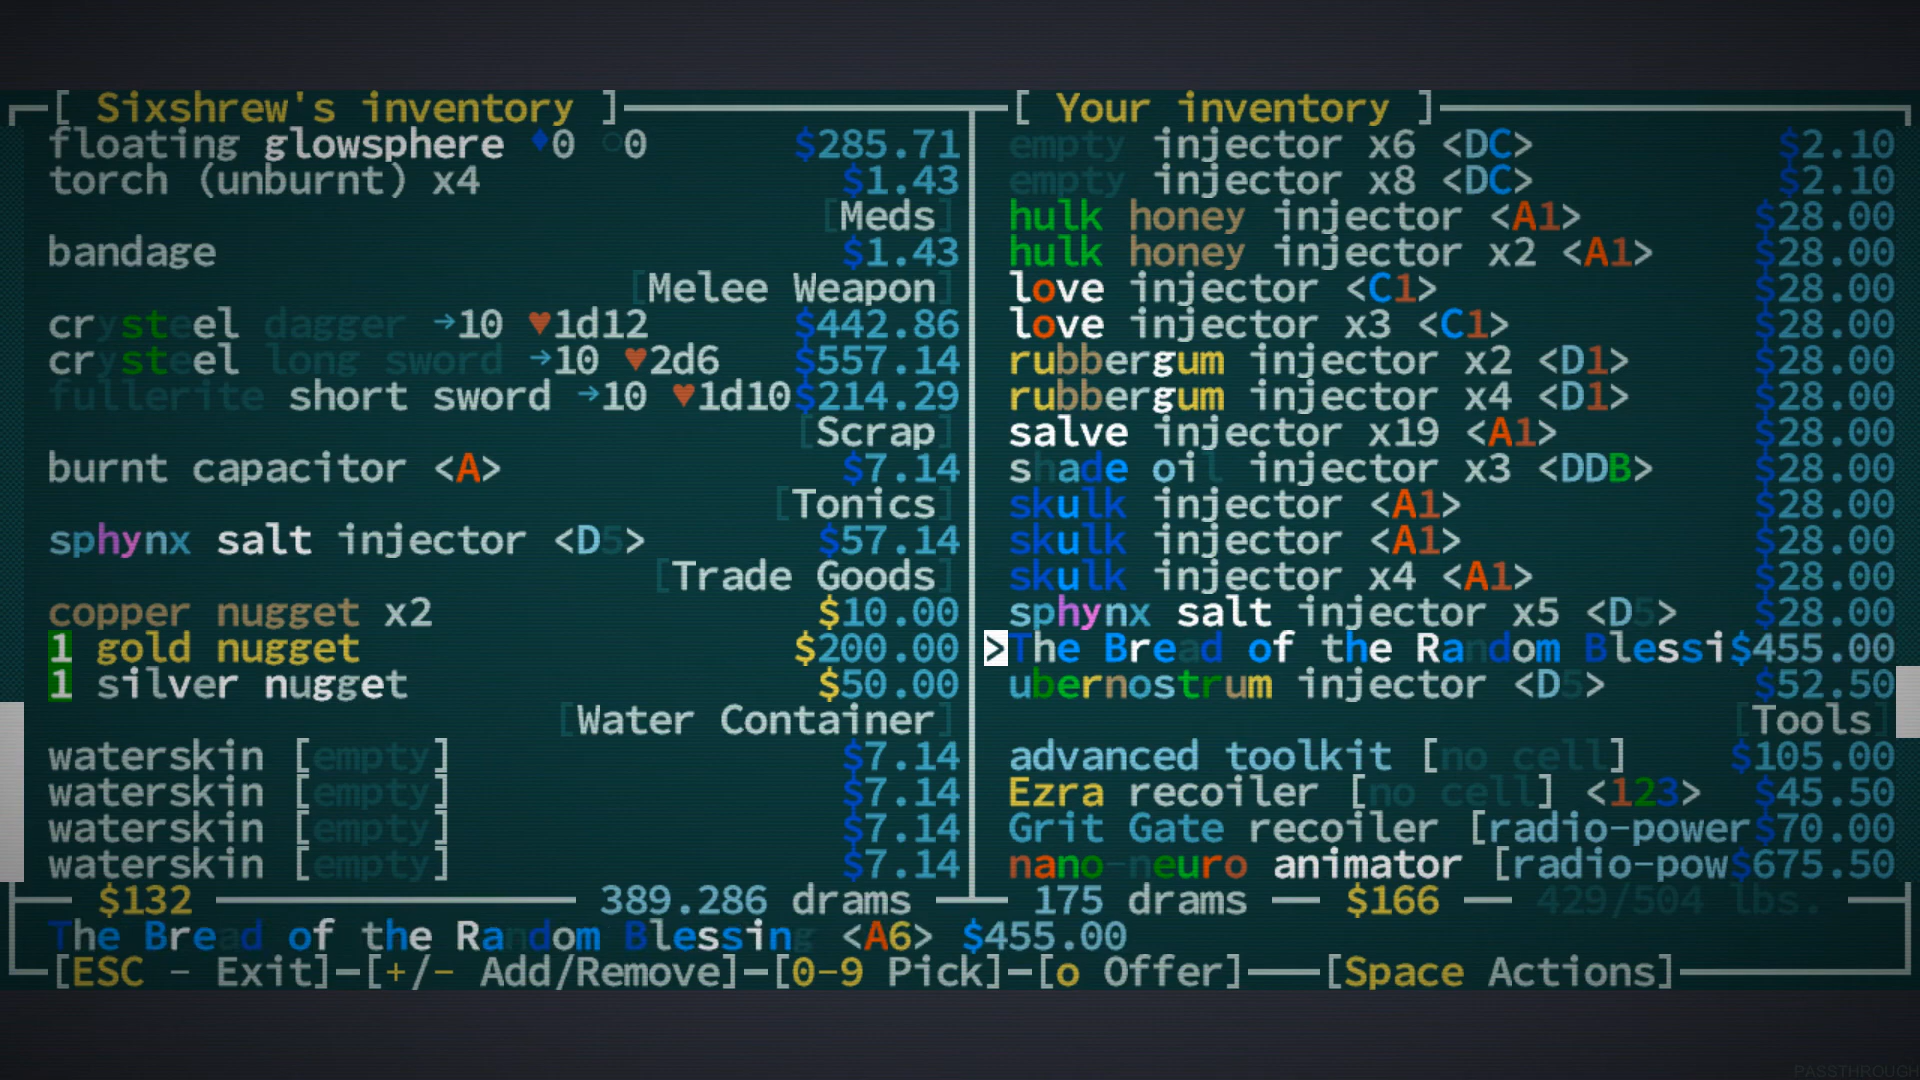 [ Sixshrew's inventory ]
floating glowsphere ♦0 ○0 $285.71
torch (unburnt) x4 $1.43
[Meds]
bandage $1.43
[Melee Weapon]
crysteel dagger →10 ♥1d12 $442.86
crysteel long sword →10 ♥2d6 $557.14
fullerite short sword →10 ♥1d10 $214.29
[Scrap]
burnt capacitor <A> $7.14
[Tonics]
sphynx salt injector <D5> $57.14
[Trade Goods]
copper nugget x2 $10.00
1 gold nugget $200.00
1 silver nugget $50.00
[Water Container]
waterskin [empty] $7.14
waterskin [empty] $7.14
waterskin [empty] $7.14
waterskin [empty] $7.14
$132 389.286 drams
[ Your inventory ]
empty injector x6 <DC> $2.10
empty injector x8 <DC> $2.10
hulk honey injector <A1> $28.00
hulk honey injector x2 <A1> $28.00
love injector <C1> $28.00
love injector x3 <C1> $28.00
rubbergum injector x2 <D1> $28.00
rubbergum injector x4 <D1> $28.00
salve injector x19 <A1> $28.00
shade oil injector x3 <DDB> $28.00
skulk injector <A1> $28.00
skulk injector <A1> $28.00
skulk injector x4 <A1> $28.00
sphynx salt injector x5 <D5> $28.00
>The Bread of the Random Blessi$455.00
ubernostrum injector <D5> $52.50
[Tools]
advanced toolkit [no cell] $105.00
Ezra recoiler [no cell] <123> $45.50
Grit Gate recoiler [radio-power$70.00
nano-neuro animator [radio-pow$675.50
175 drams $166 429/504 lbs.
The Bread of the Random Blessing <A6> $455.00
[ESC - Exit] [+/- Add/Remove] [0-9 Pick] [o Offer] [Space Actions]
PASSTHROUGH